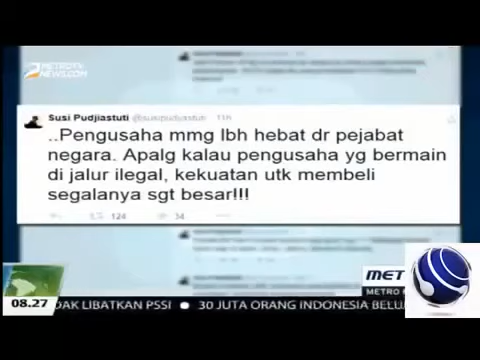 METROTV
NEWS.COM
Susi Pudjiastuti @susipudjiastuti 11h
..Pengusaha mmg lbh hebat dr pejabat
negara. Apalg kalau pengusaha yg bermain
di jalur ilegal, kekuatan utk membeli
segalanya sgt besar!!!
124 34
MET
METRO
08.27 DAK LIBATKAN PSSI ● 30 JUTA ORANG INDONESIA BELU